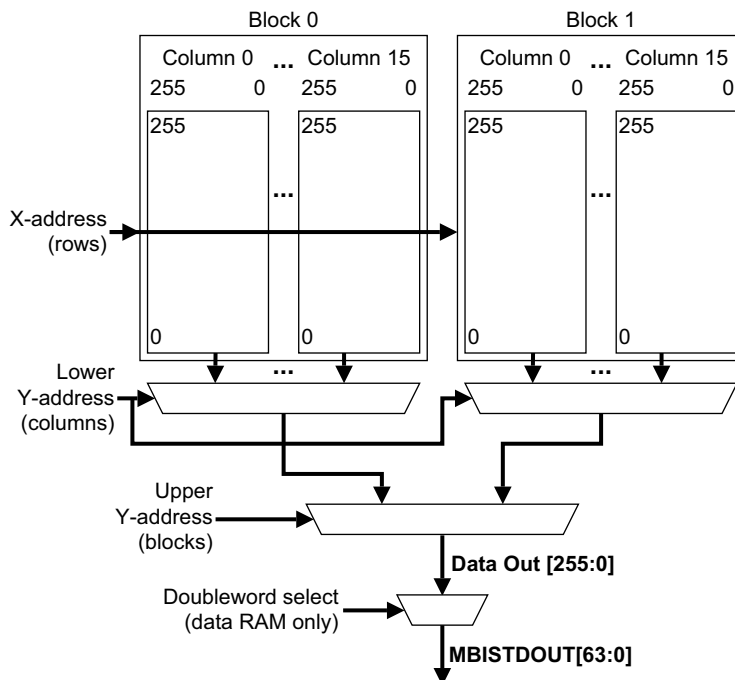 Block 0 Block 1
Column 0 ... Column 15 Column 0 ... Column 15
255 0 255 0 255 0 255 0
255 255 255 255
... ...
X-address
(rows)
0 0 0 0
... ...
Lower
Y-address
(columns)
Upper
Y-address
(blocks)
Data Out [255:0]
Doubleword select
(data RAM only)
MBISTDOUT[63:0]